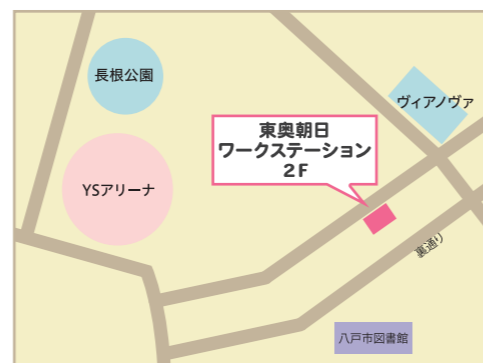 長根公園
ヴィアノヴァ
東奥朝日
ワークステーション
2F
YSアリーナ
裏通り
八戸市図書館